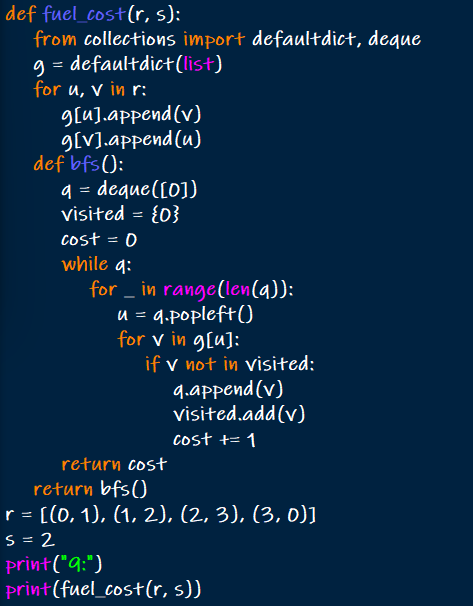 def fuel_cost(r, s):
    from collections import defaultdict, deque
    g = defaultdict(list)
    for u, v in r:
        g[u].append(v)
        g[v].append(u)
    def bfs():
        q = deque([0])
        visited = {0}
        cost = 0
        while q:
            for _ in range(len(q)):
                u = q.popleft()
                for v in g[u]:
                    if v not in visited:
                        q.append(v)
                        visited.add(v)
                        cost += 1
        return cost
    return bfs()
r = [(0, 1), (1, 2), (2, 3), (3, 0)]
s = 2
print("9:")
print(fuel_cost(r, s))